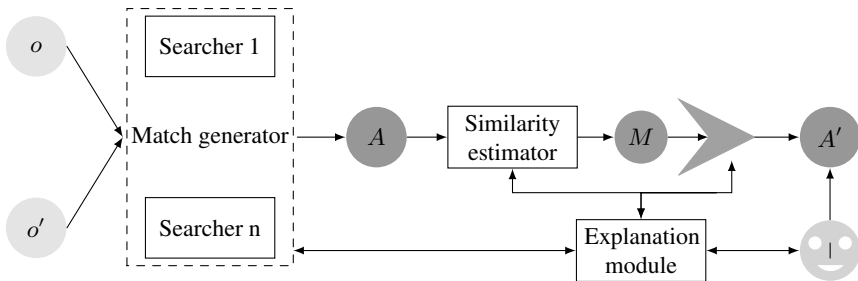 o
Searcher 1
Match generator
A
Similarity
estimator
M
A′
o′
Searcher n
Explanation
module